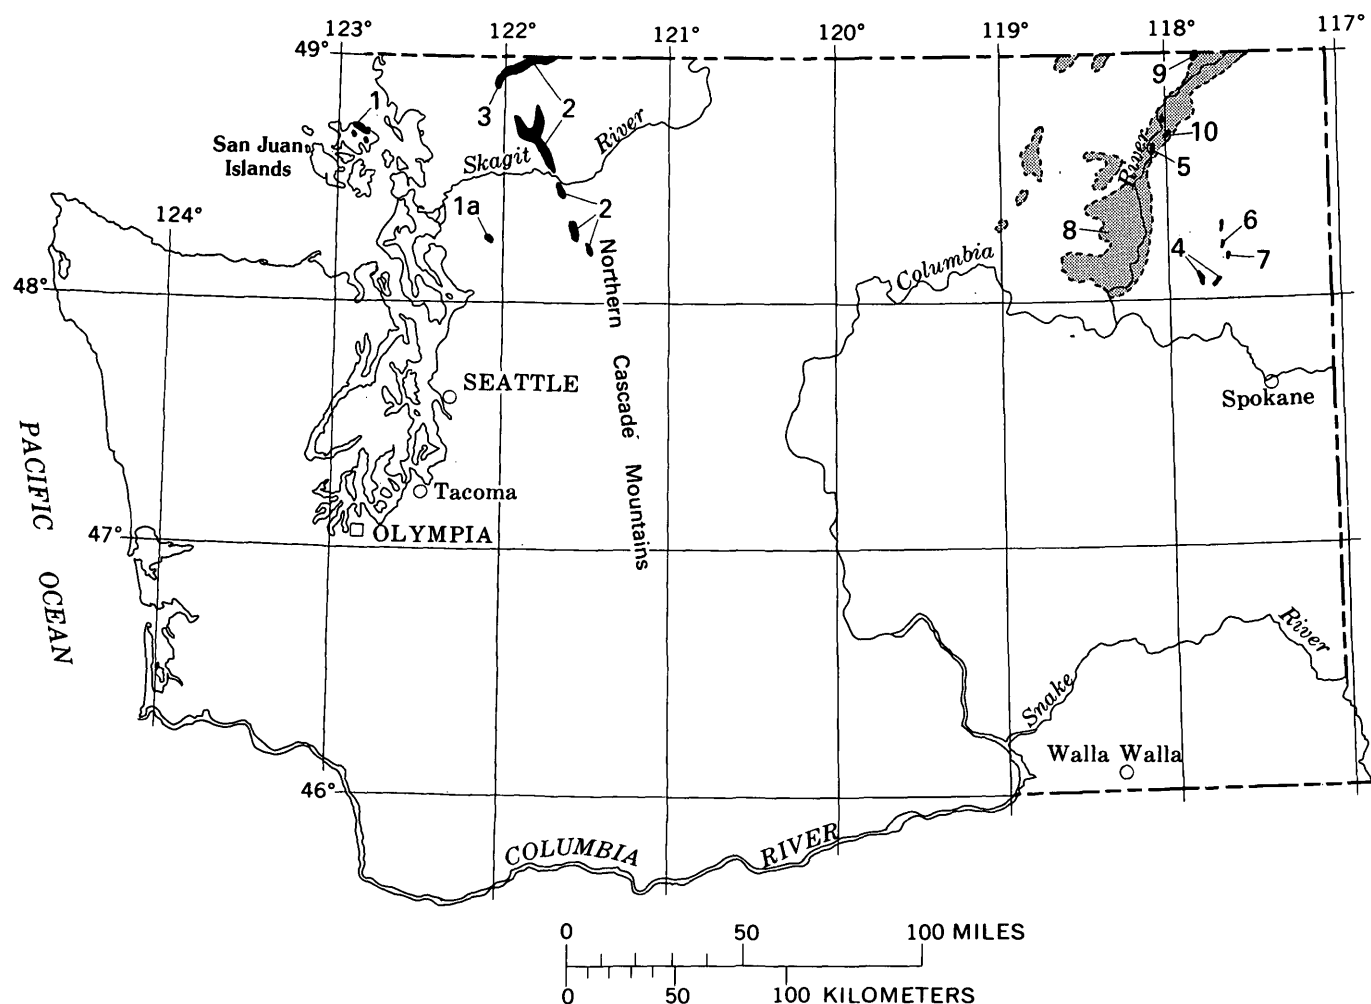 123°
122°
121°
120°
119°
118°
117°
49°
9
1
3
2
San Juan
Islands
Skagit
River
10
River
5
124°
1a
2
6
8
4
7
Northern Cascade Mountains
Columbia
48°
SEATTLE
Spokane
PACIFIC OCEAN
Tacoma
47°
OLYMPIA
River
Snake
Walla Walla
46°
COLUMBIA
RIVER
0 50 100 MILES
0 50 100 KILOMETERS